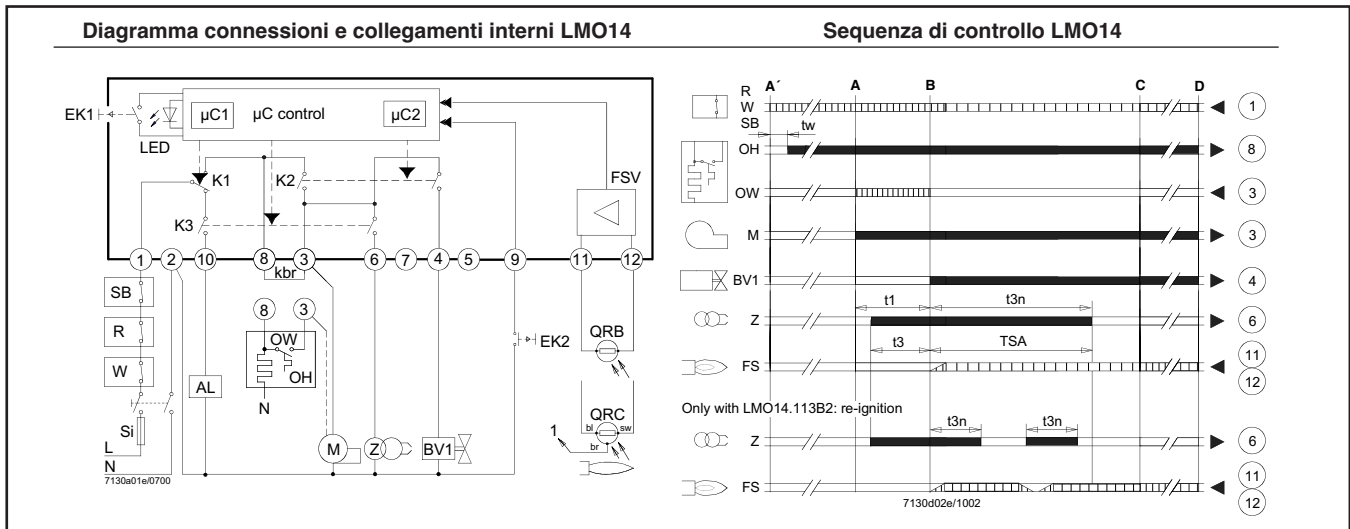 Diagramma connessioni e collegamenti interni LMO14
EK1
LED
µC1
µC control
µC2
K1
K2
K3
FSV
1 2 10 8 3 6 7 4 5 9 11 12
kbr
SB
R
W
Si
L
N
7130a01e/0700
AL
8 3
OW
OH
N
M
Z
BV1
EK2
QRB
QRC
bl sw
br
1
Sequenza di controllo LMO14
A´ A B C D
R
W
SB
1
tw
OH
8
OW
3
M
3
BV1
4
t1 t3n
Z
6
t3 TSA
FS
11
12
Only with LMO14.113B2: re-ignition
t3n t3n
Z
6
FS
11
12
7130d02e/1002